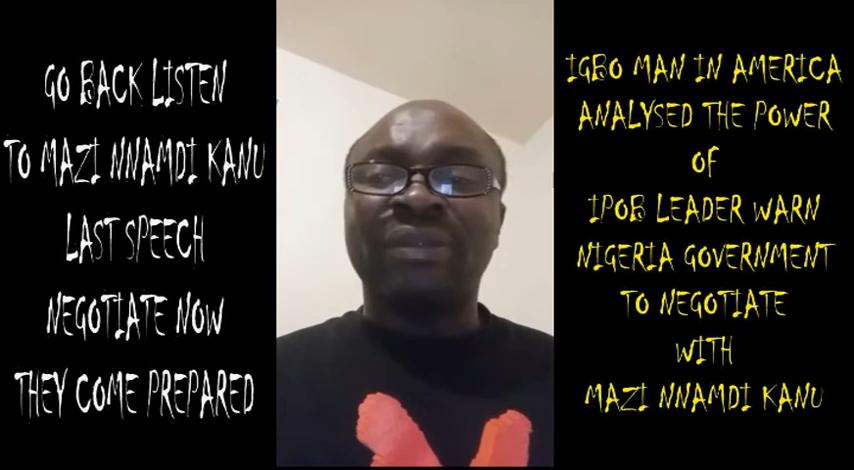 GO BACK LISTEN
TO MAZI NNAMDI KANU
LAST SPEECH
NEGOTIATE NOW
THEY COME PREPARED
IGBO MAN IN AMERICA
ANALYSED THE POWER
OF
IPOB LEADER WARN
NIGERIA GOVERNMENT
TO NEGOTIATE
WITH
MAZI NNAMDI KANU